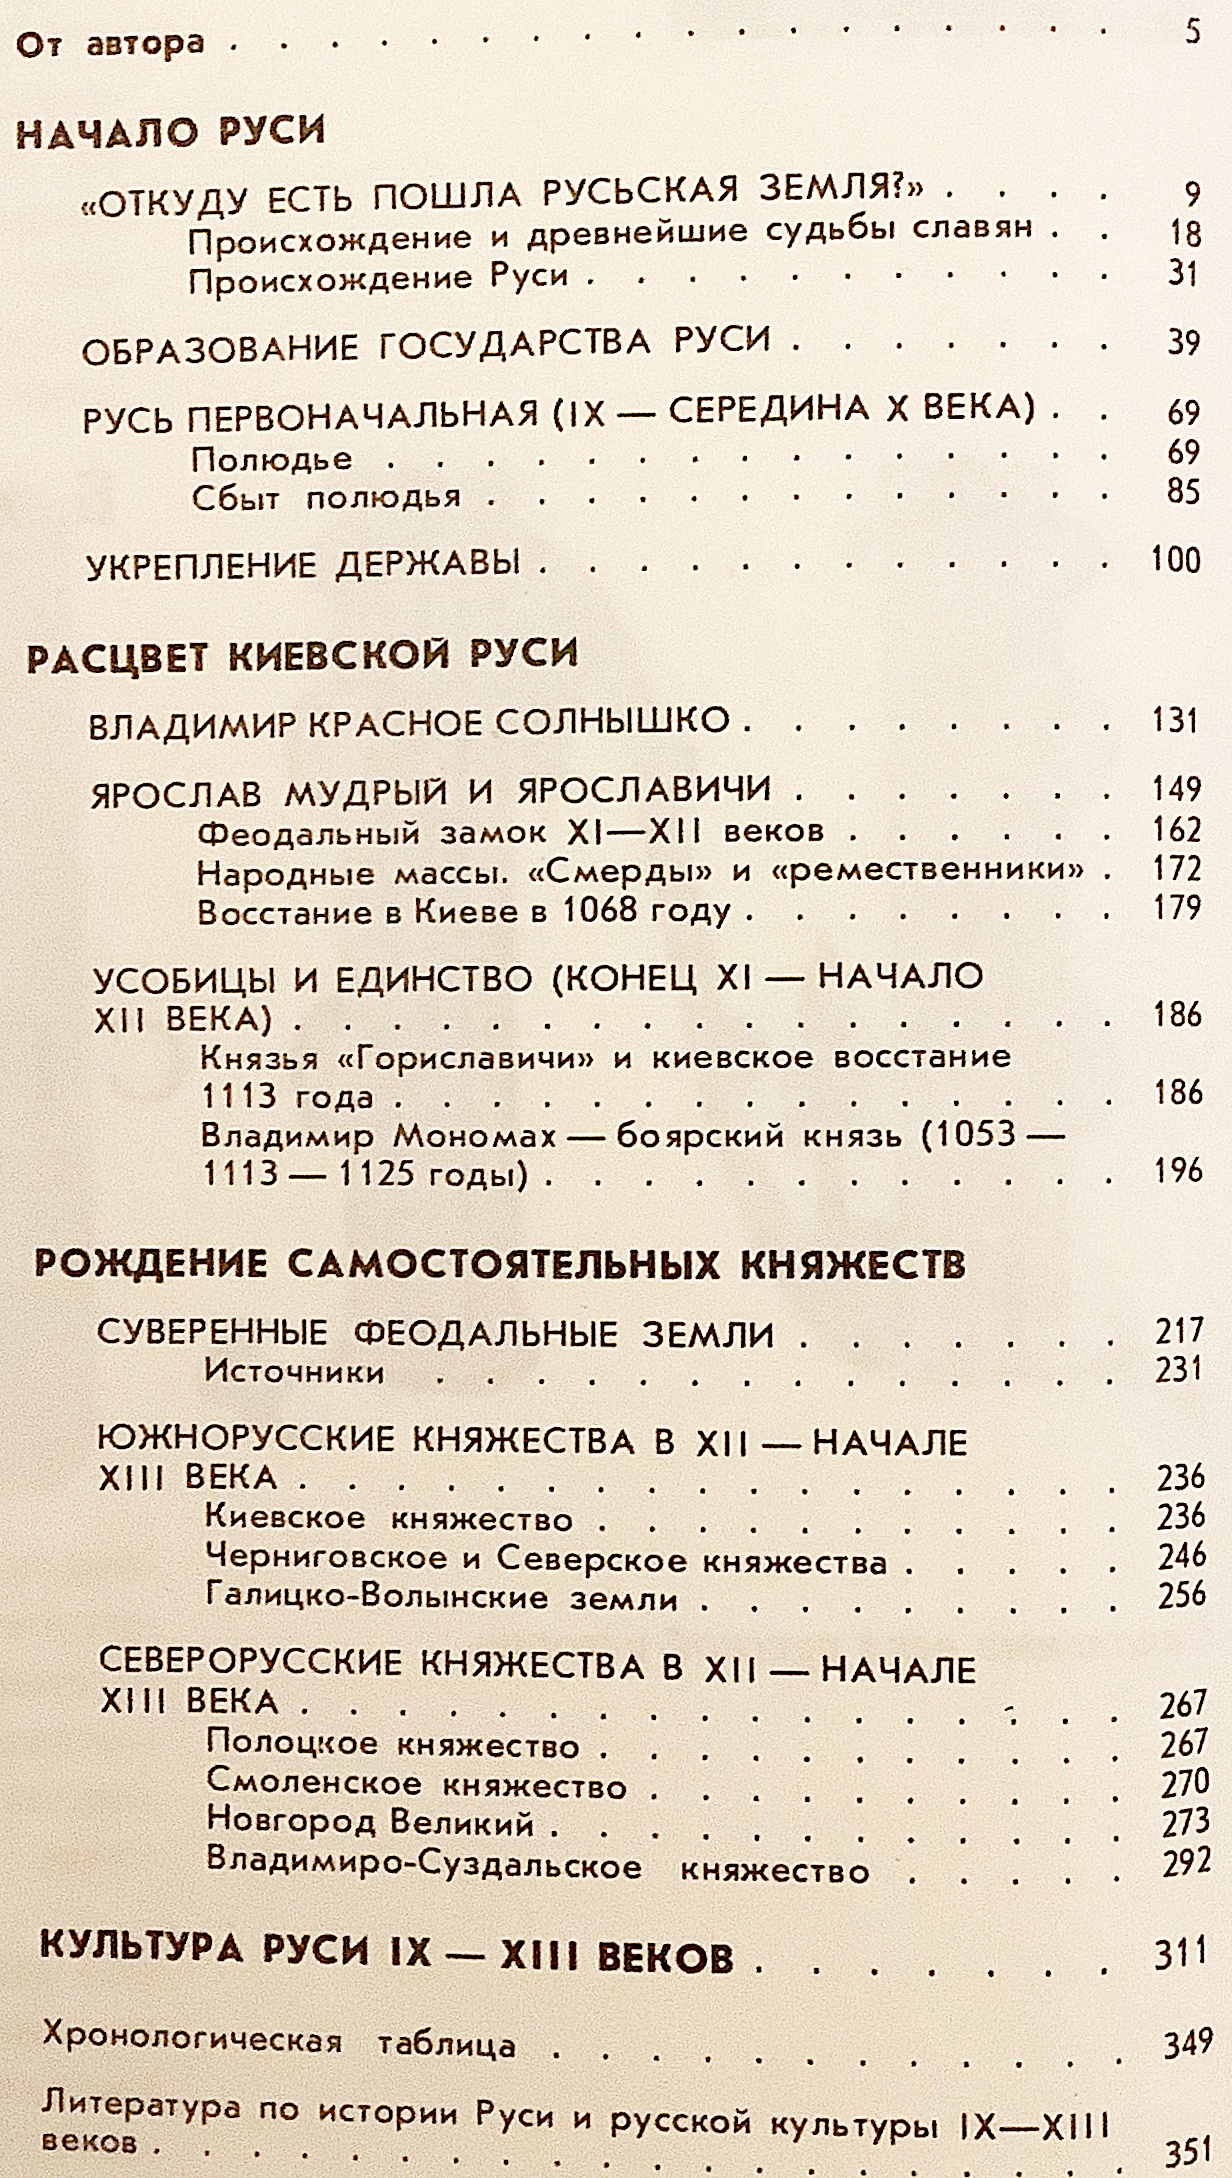 От автора . . . . . . . . . . . . . . . . . . 5
НАЧАЛО РУСИ
«ОТКУДУ ЕСТЬ ПОШЛА РУСЬСКАЯ ЗЕМЛЯ?» . . . . 9
Происхождение и древнейшие судьбы славян . . 18
Происхождение Руси . . . . . . . . . . . 31
ОБРАЗОВАНИЕ ГОСУДАРСТВА РУСИ . . . . . . . 39
РУСЬ ПЕРВОНАЧАЛЬНАЯ (IX — СЕРЕДИНА X ВЕКА) . . 69
Полюдье . . . . . . . . . . . . . . . 69
Сбыт полюдья . . . . . . . . . . . . . 85
УКРЕПЛЕНИЕ ДЕРЖАВЫ . . . . . . . . . . . . 100
РАСЦВЕТ КИЕВСКОЙ РУСИ
ВЛАДИМИР КРАСНОЕ СОЛНЫШКО . . . . . . . . 131
ЯРОСЛАВ МУДРЫЙ И ЯРОСЛАВИЧИ . . . . . . . 149
Феодальный замок XI—XII веков . . . . . . 162
Народные массы. «Смерды» и «ремественники» . 172
Восстание в Киеве в 1068 году . . . . . . . . 179
УСОБИЦЫ И ЕДИНСТВО (КОНЕЦ XI — НАЧАЛО
XII ВЕКА) . . . . . . . . . . . . . . . . . 186
Князья «Гориславичи» и киевское восстание
1113 года . . . . . . . . . . . . . . . 186
Владимир Мономах — боярский князь (1053 —
1113 — 1125 годы) . . . . . . . . . . . . 196
РОЖДЕНИЕ САМОСТОЯТЕЛЬНЫХ КНЯЖЕСТВ
СУВЕРЕННЫЕ ФЕОДАЛЬНЫЕ ЗЕМЛИ . . . . . . . 217
Источники . . . . . . . . . . . . . . 231
ЮЖНОРУССКИЕ КНЯЖЕСТВА В XII — НАЧАЛЕ
XIII ВЕКА . . . . . . . . . . . . . . . . . 236
Киевское княжество . . . . . . . . . . . 236
Черниговское и Северское княжества . . . . . 246
Галицко-Волынские земли . . . . . . . . . 256
СЕВЕРОРУССКИЕ КНЯЖЕСТВА В XII — НАЧАЛЕ
XIII ВЕКА . . . . . . . . . . . . . . . . . 267
Полоцкое княжество . . . . . . . . . . . 267
Смоленское княжество . . . . . . . . . . 270
Новгород Великий . . . . . . . . . . . . 273
Владимиро-Суздальское княжество . . . . . 292
КУЛЬТУРА РУСИ IX — XIII ВЕКОВ . . . . . . . 311
Хронологическая таблица . . . . . . . . . . . . 349
Литература по истории Руси и русской культуры IX—XIII
веков . . . . . . . . . . . . . . . . . . . . 351